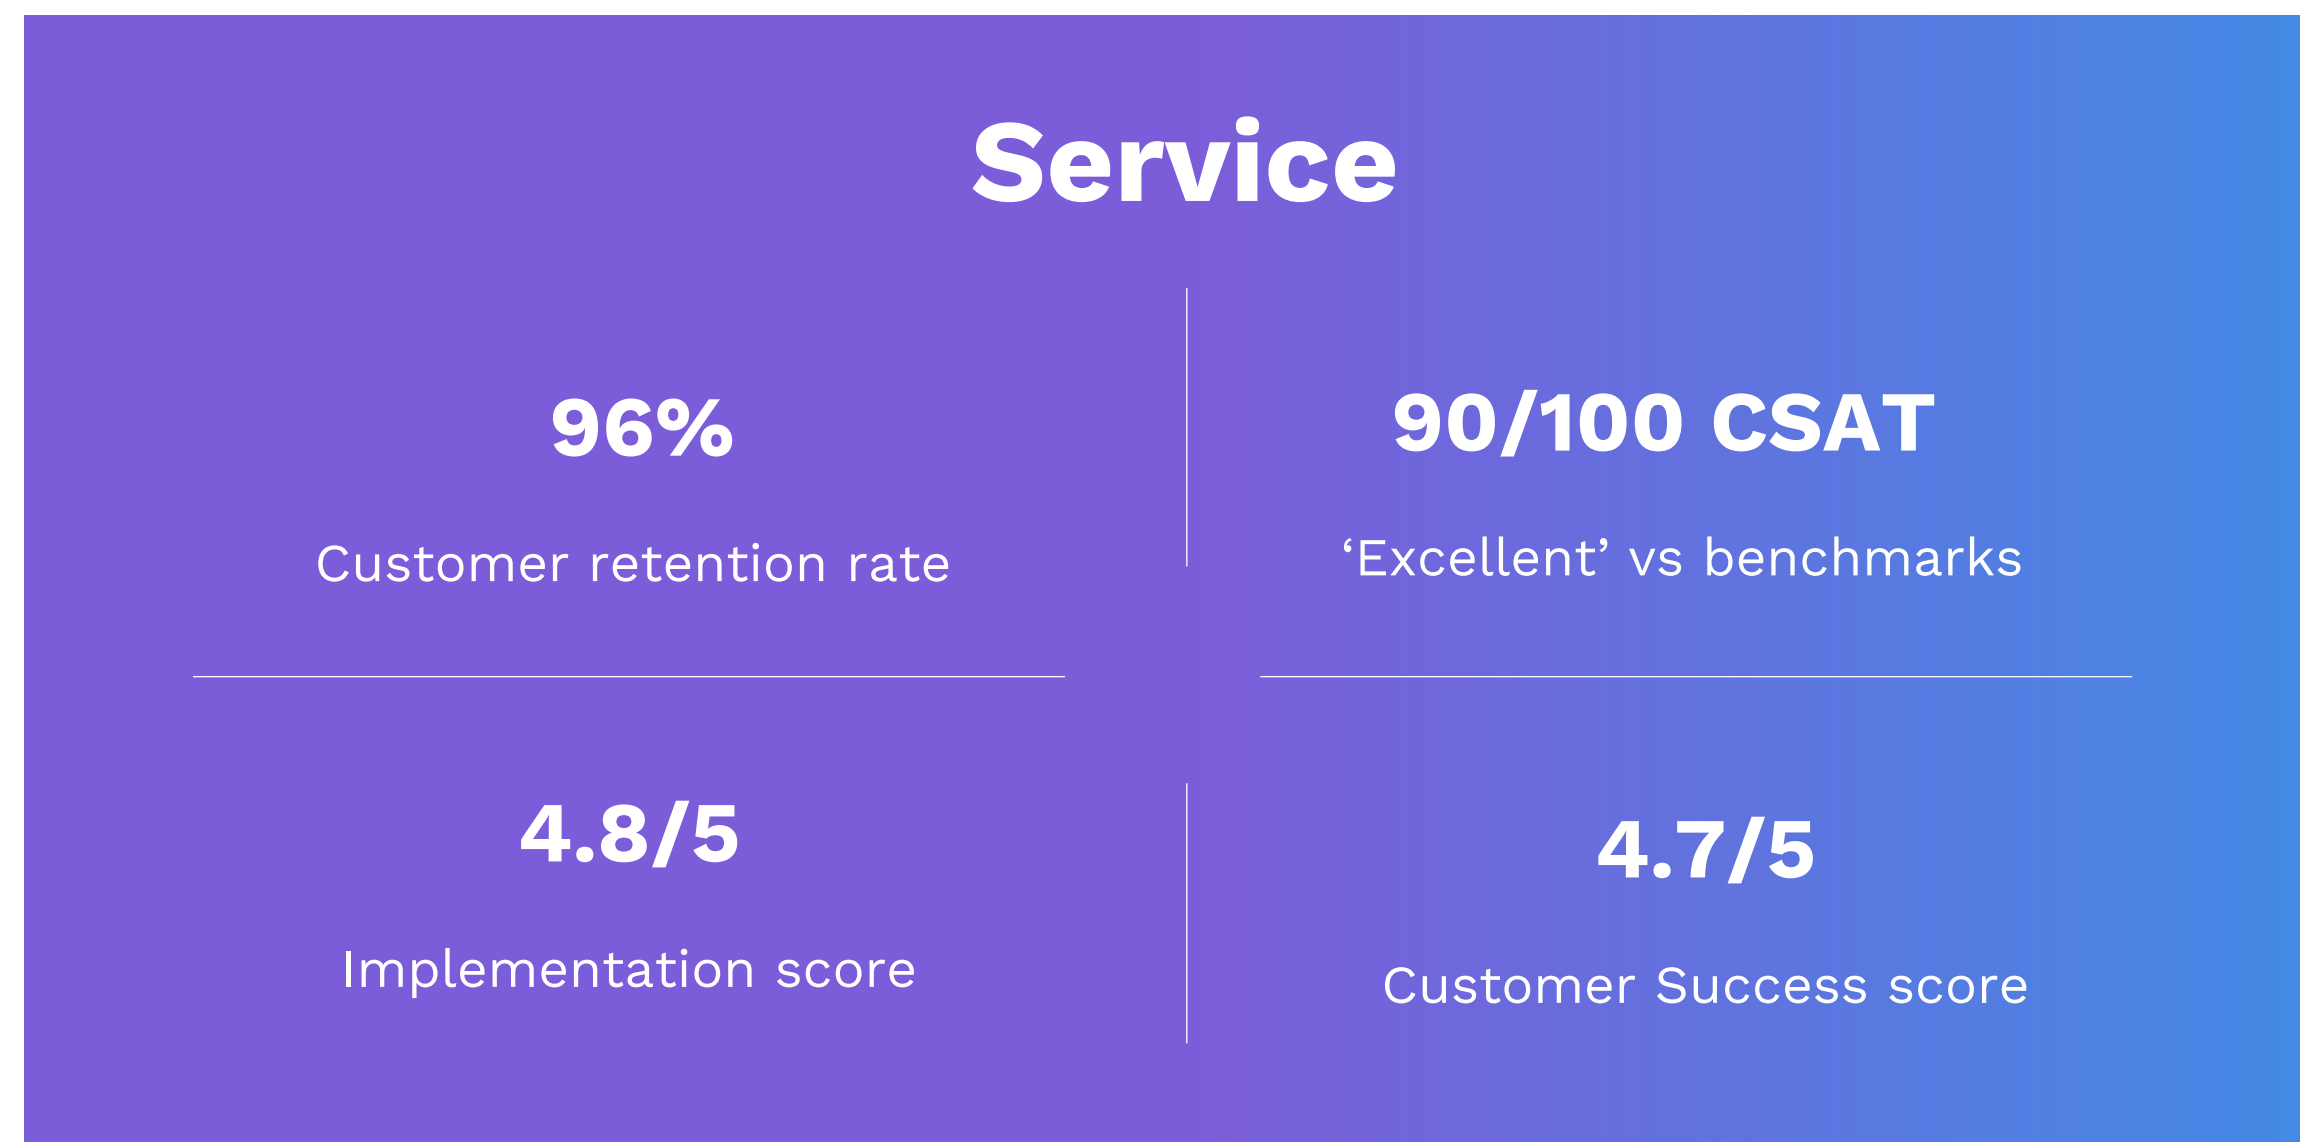 Service
96%
Customer retention rate
90/100 CSAT
‘Excellent’ vs benchmarks
4.8/5
Implementation score
4.7/5
Customer Success score